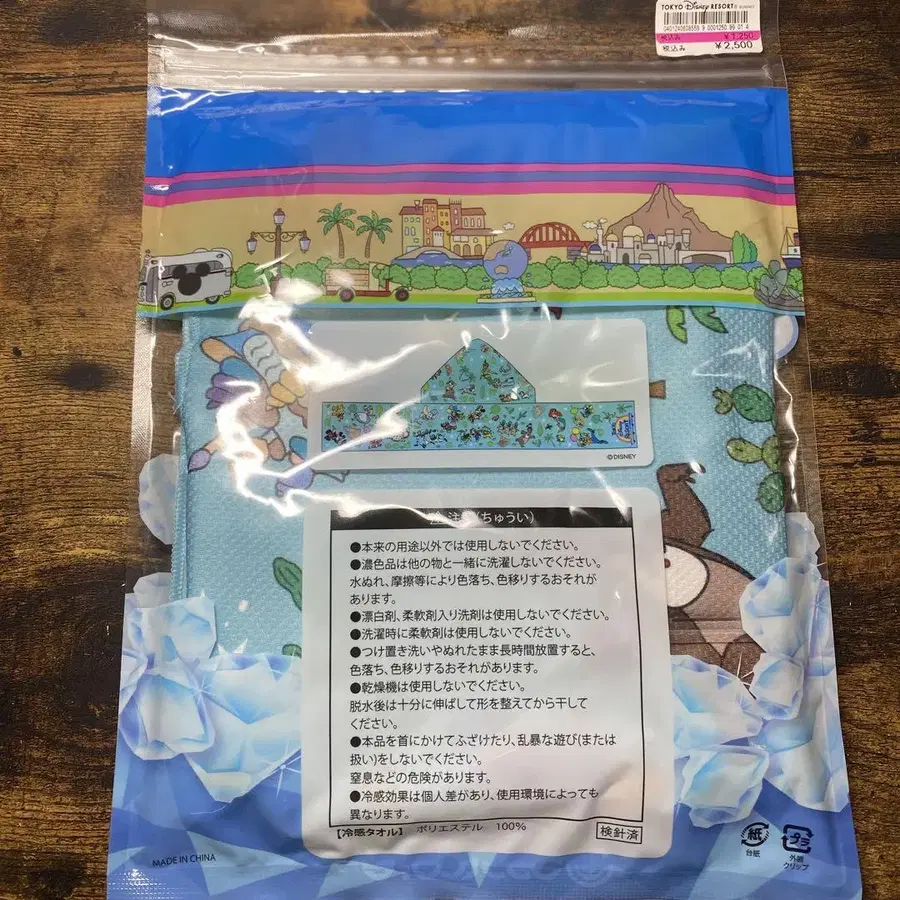 TOKYO Disney RESORT
税込み ¥1,250
税込み ¥2,500
©DISNEY
注意(ちゅうい)
●本来の用途以外では使用しないでください。
●濃色品は他の物と一緒に洗濯しないでください。
水ぬれ、摩擦等により色落ち、色移りするおそれが
あります。
●漂白剤、柔軟剤入り洗剤は使用しないでください。
●洗濯時に柔軟剤は使用しないでください。
●つけ置き洗いやぬれたまま長時間放置すると、
色落ち、色移りするおそれがあります。
●乾燥機は使用しないでください。
脱水後は十分に伸ばして形を整えてから干して
ください。
●本品を首にかけてふざけたり、乱暴な遊び(または
扱い)をしないでください。
窒息などの危険があります。
●冷感効果は個人差があり、使用環境によっても
異なります。
【冷感タオル】 ポリエステル 100%
検針済
MADE IN CHINA
紙
台紙
プラ
外袋
クリップ